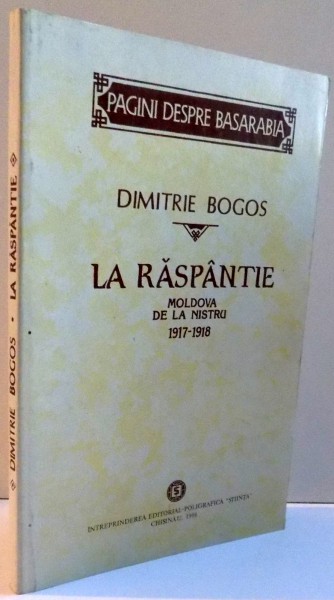 PAGINI DESPRE BASARABIA
DIMITRIE BOGOS
LA RĂSPÂNTIE
MOLDOVA
DE LA NISTRU
1917-1918
ÎNTREPRINDEREA EDITORIAL-POLIGRAFICĂ "ŞTIINŢA"
CHIŞINĂU, 1998
DIMITRIE BOGOS • LA RĂSPÂNTIE